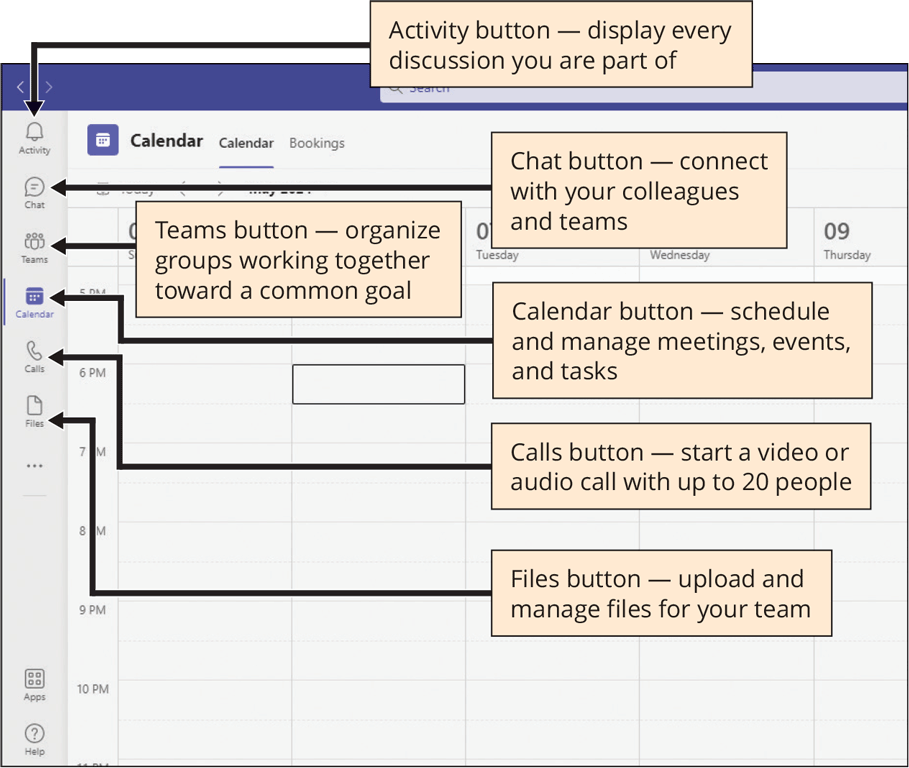 Activity button — display every
discussion you are part of
Search
Activity
Calendar
Calendar
Bookings
Chat button — connect
with your colleagues
and teams
Chat
Teams button — organize
groups working together
toward a common goal
Teams
Tuesday
Wednesday
09
Thursday
Calendar
Calendar button — schedule
and manage meetings, events,
and tasks
Calls
6 PM
Files
Calls button — start a video or
audio call with up to 20 people
Files button — upload and
manage files for your team
9 PM
10 PM
Apps
Help